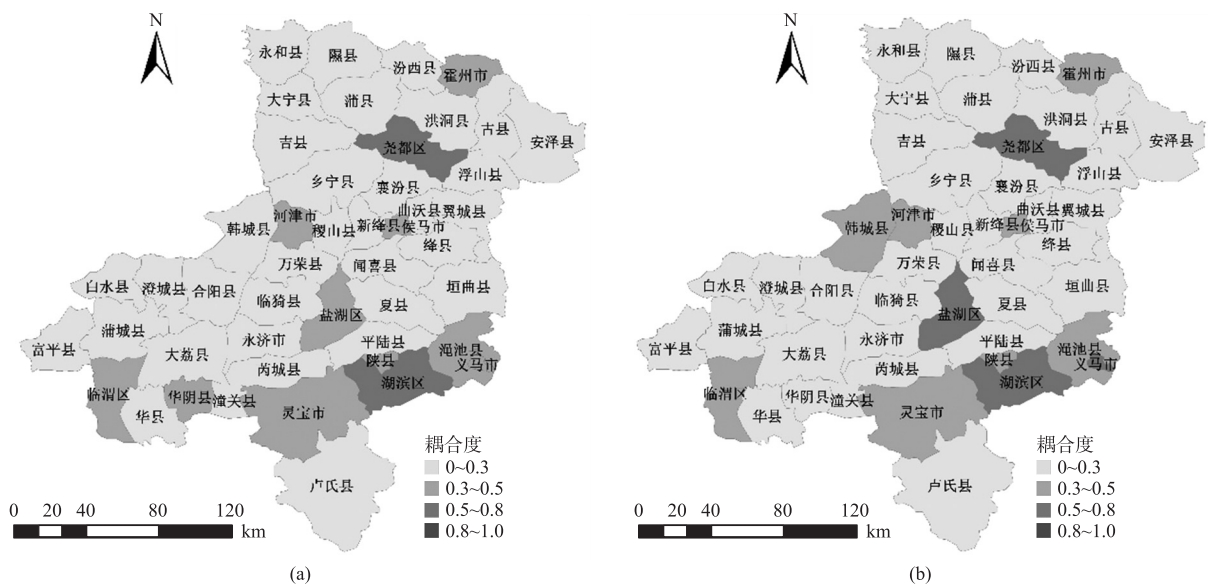 N
永和县
隰县
汾西县
霍州市
大宁县
蒲县
洪洞县
古县
安泽县
吉县
尧都区
浮山县
乡宁县
襄汾县
曲沃县
翼城县
河津市
韩城县
稷山县
新绛县
侯马市
绛县
万荣县
闻喜县
垣曲县
白水县
澄城县
合阳县
临猗县
盐湖区
夏县
蒲城县
富平县
大荔县
永济市
平陆县
渑池县
陕县
义马市
芮城县
湖滨区
临渭区
华阴县
潼关县
华县
灵宝市
卢氏县
耦合度
0~0.3
0.3~0.5
0.5~0.8
0.8~1.0
0 20 40 80 120
km
(a)
N
永和县
隰县
汾西县
霍州市
大宁县
蒲县
洪洞县
古县
安泽县
吉县
尧都区
浮山县
乡宁县
襄汾县
曲沃县
翼城县
河津市
韩城县
稷山县
新绛县
侯马市
绛县
万荣县
闻喜县
垣曲县
白水县
澄城县
合阳县
临猗县
盐湖区
夏县
蒲城县
富平县
大荔县
永济市
平陆县
渑池县
陕县
义马市
芮城县
湖滨区
临渭区
华阴县
潼关县
华县
灵宝市
卢氏县
耦合度
0~0.3
0.3~0.5
0.5~0.8
0.8~1.0
0 20 40 80 120
km
(b)